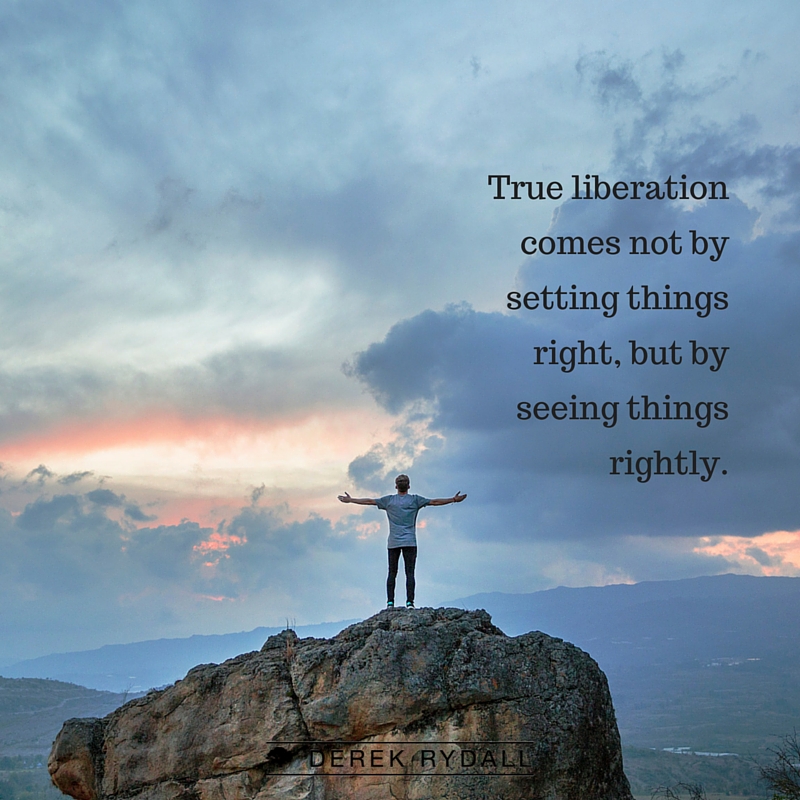 True liberation
comes not by
setting things
right, but by
seeing things
rightly.
DEREK RYDALL